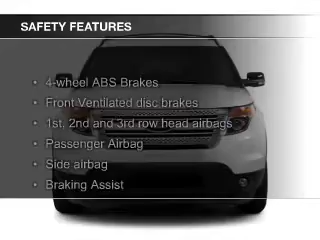 SAFETY FEATURES
• 4-wheel ABS Brakes
• Front Ventilated disc brakes
• 1st, 2nd and 3rd row head airbags
• Passenger Airbag
• Side airbag
• Braking Assist